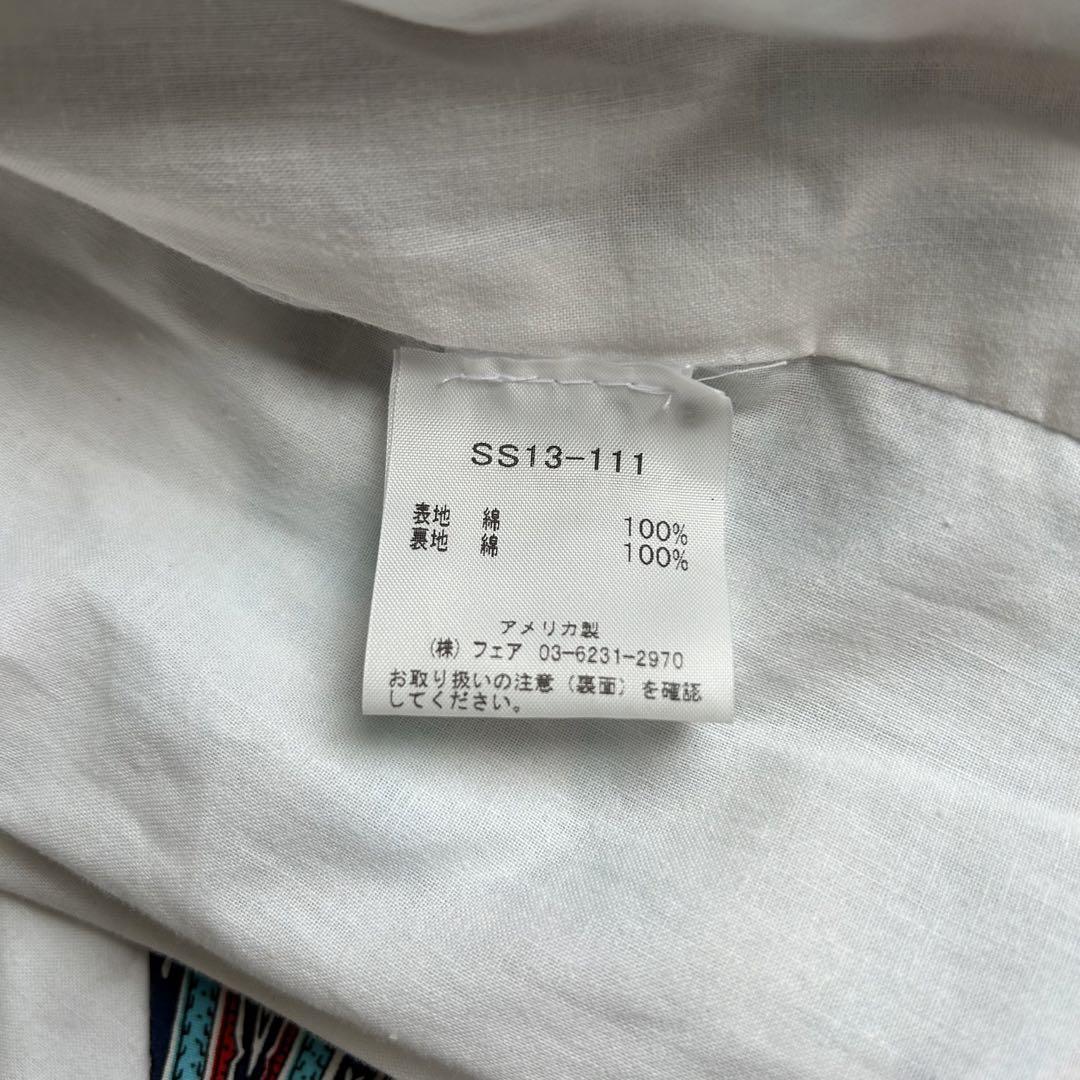 SS13-111
表地 綿 100%
裏地 綿 100%
アメリカ製
(株) フェア 03-6231-2970
お取り扱いの注意(裏面)を確認
してください。